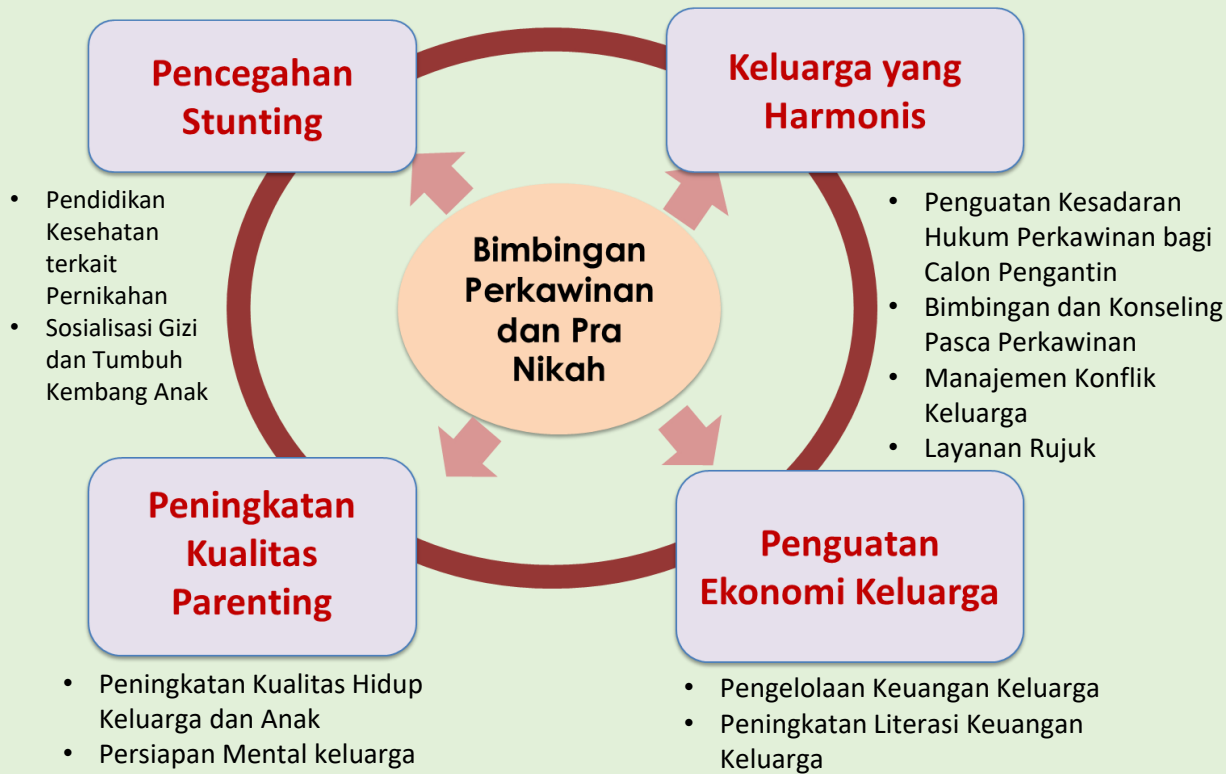 Pencegahan
Stunting
Keluarga yang
Harmonis
• Pendidikan
Kesehatan
terkait
Pernikahan
• Sosialisasi Gizi
dan Tumbuh
Kembang Anak
Bimbingan
Perkawinan
dan Pra
Nikah
• Penguatan Kesadaran
Hukum Perkawinan bagi
Calon Pengantin
• Bimbingan dan Konseling
Pasca Perkawinan
• Manajemen Konflik
Keluarga
• Layanan Rujuk
Peningkatan
Kualitas
Parenting
Penguatan
Ekonomi Keluarga
• Peningkatan Kualitas Hidup
Keluarga dan Anak
• Persiapan Mental keluarga
• Pengelolaan Keuangan Keluarga
• Peningkatan Literasi Keuangan
Keluarga